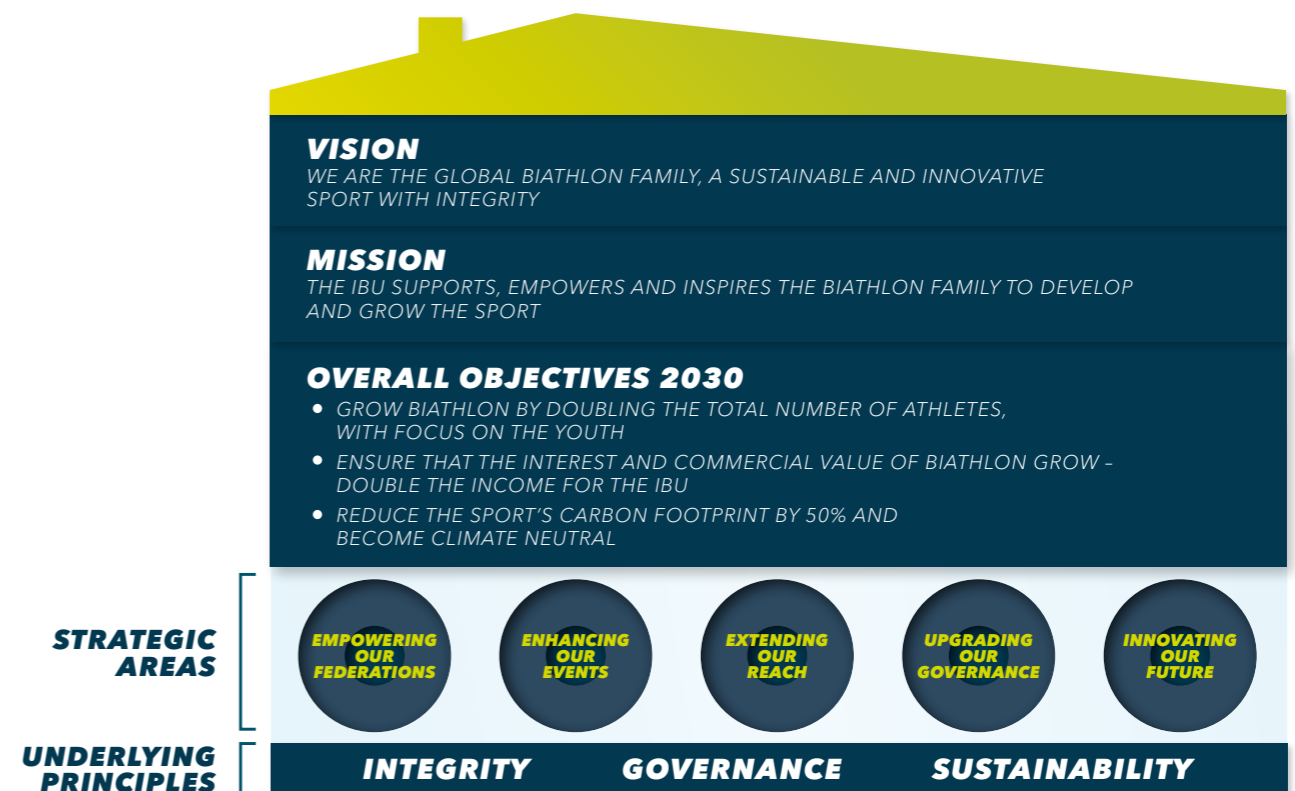 VISION
WE ARE THE GLOBAL BIATHLON FAMILY, A SUSTAINABLE AND INNOVATIVE
SPORT WITH INTEGRITY
MISSION
THE IBU SUPPORTS, EMPOWERS AND INSPIRES THE BIATHLON FAMILY TO DEVELOP
AND GROW THE SPORT
OVERALL OBJECTIVES 2030
• GROW BIATHLON BY DOUBLING THE TOTAL NUMBER OF ATHLETES,
WITH FOCUS ON THE YOUTH
• ENSURE THAT THE INTEREST AND COMMERCIAL VALUE OF BIATHLON GROW –
DOUBLE THE INCOME FOR THE IBU
• REDUCE THE SPORT'S CARBON FOOTPRINT BY 50% AND
BECOME CLIMATE NEUTRAL
STRATEGIC
AREAS
EMPOWERING
OUR
FEDERATIONS
ENHANCING
OUR
EVENTS
EXTENDING
OUR
REACH
UPGRADING
OUR
GOVERNANCE
INNOVATING
OUR
FUTURE
UNDERLYING
PRINCIPLES
INTEGRITY
GOVERNANCE
SUSTAINABILITY